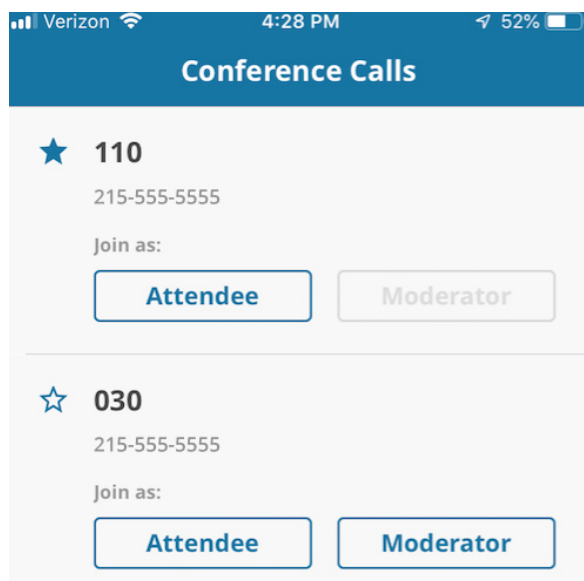 Verizon 4:28 PM 52%
Conference Calls
110
215-555-5555
Join as:
Attendee Moderator
030
215-555-5555
Join as:
Attendee Moderator